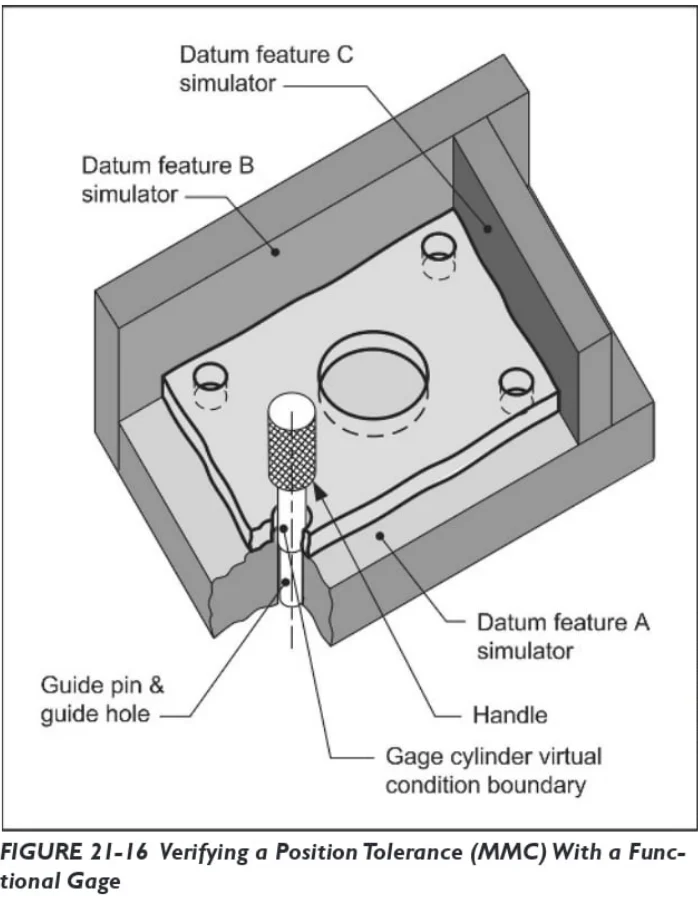 Datum feature C
simulator
Datum feature B
simulator
Datum feature A
simulator
Guide pin &
guide hole
Handle
Gage cylinder virtual
condition boundary
FIGURE 21-16 Verifying a Position Tolerance (MMC) With a Func-
tional Gage